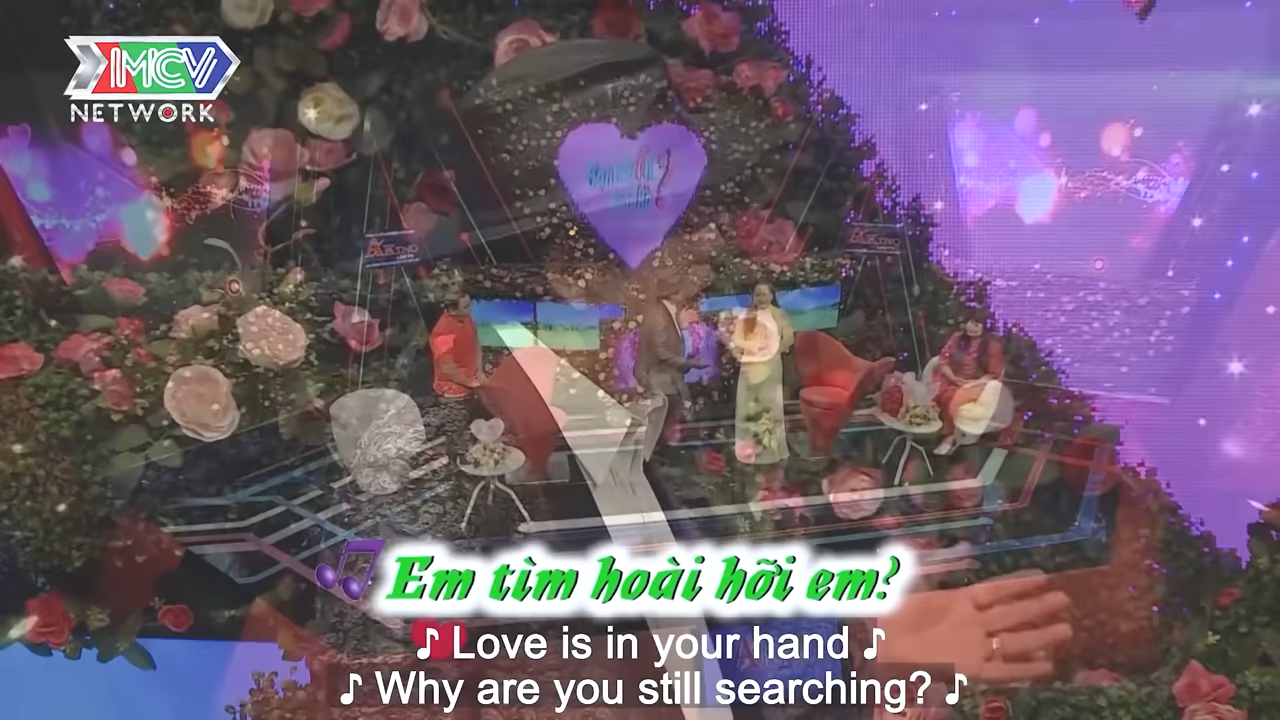 MCV
NETWORK
Em tìm hoài hỡi em?
♪ Love is in your hand ♪
♪ Why are you still searching? ♪